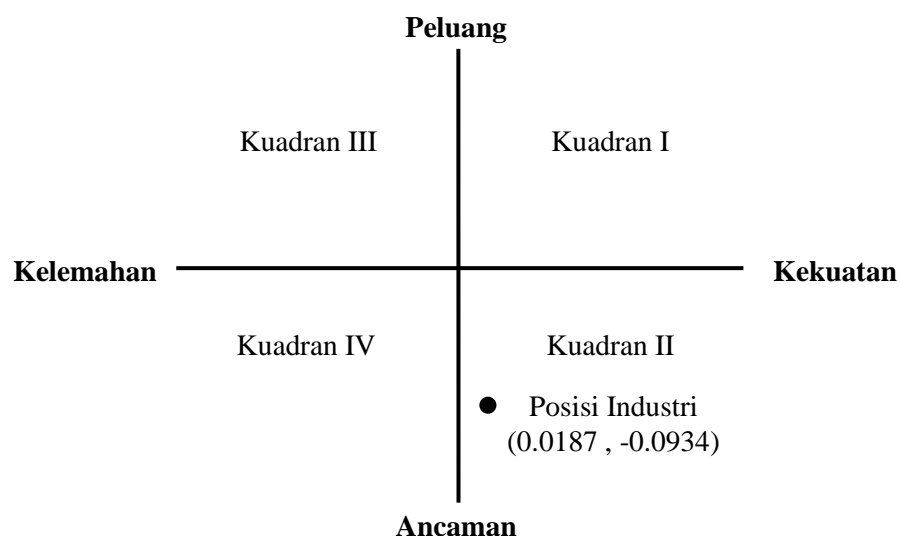 Peluang
Kuadran III
Kuadran I
Kelemahan
Kekuatan
Kuadran IV
Kuadran II
Posisi Industri
(0.0187 , -0.0934)
Ancaman